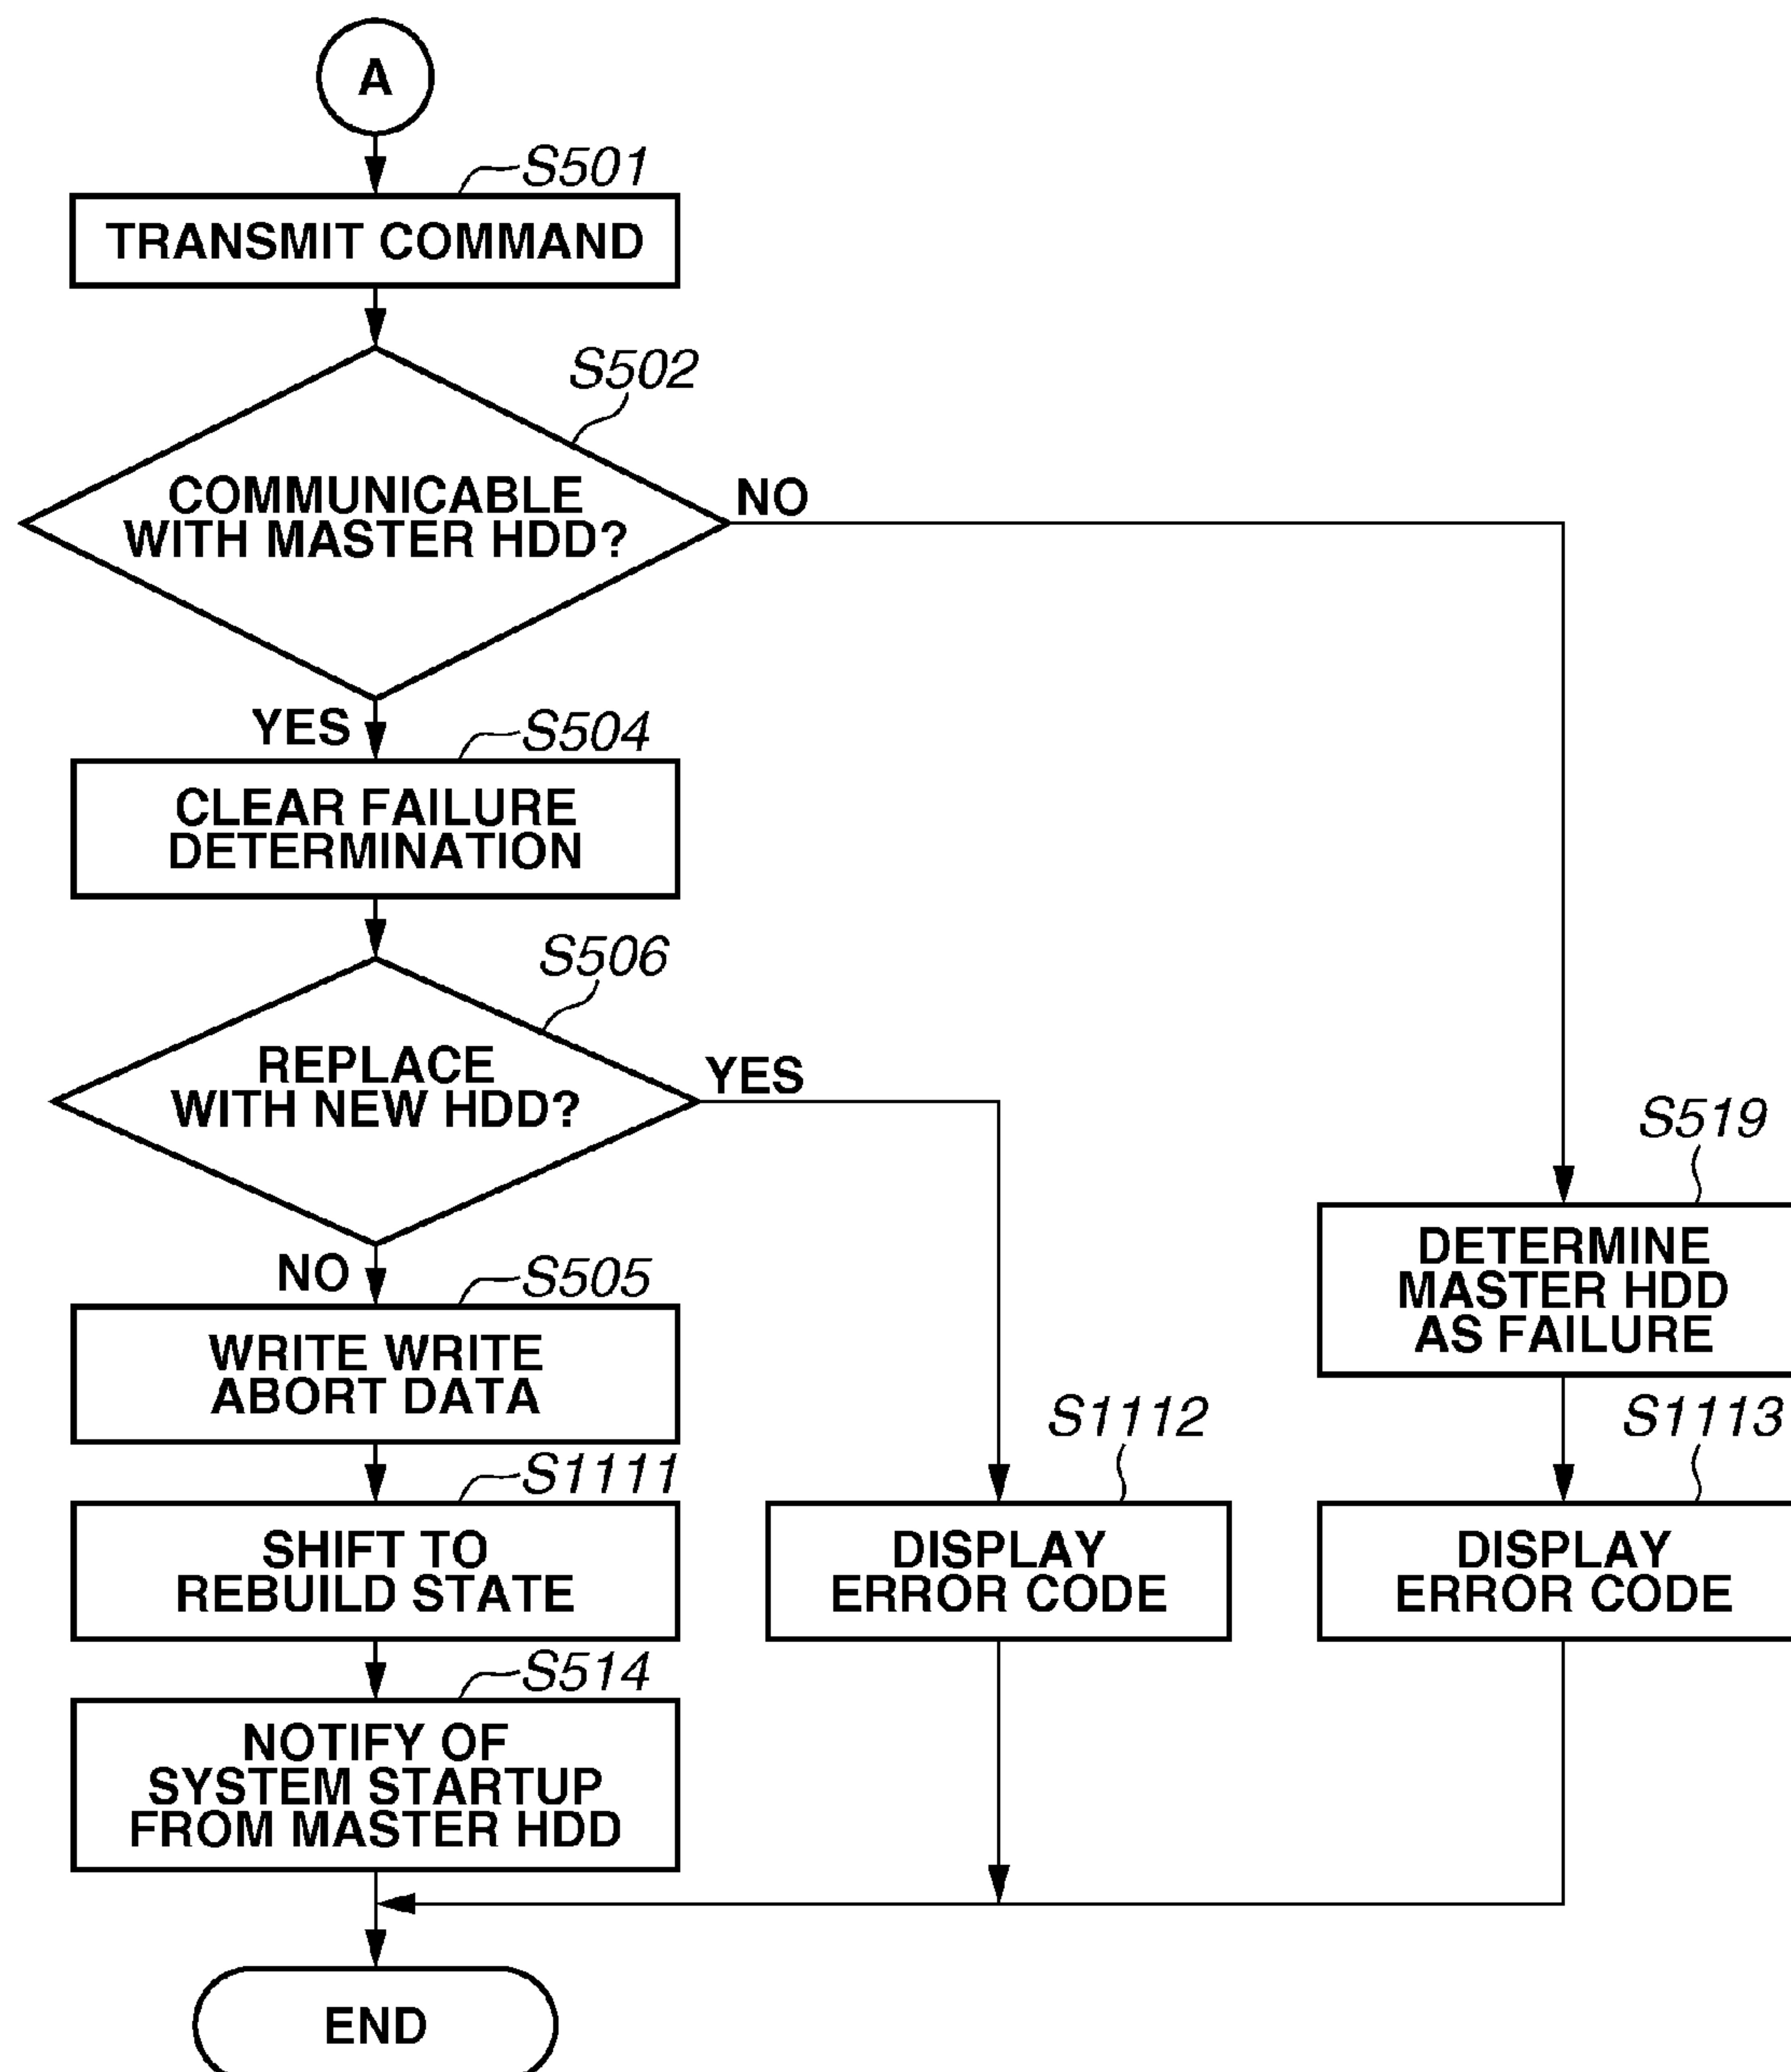 A
S501
TRANSMIT COMMAND
S502
COMMUNICABLE
WITH MASTER HDD?
NO
YES
S504
CLEAR FAILURE
DETERMINATION
S506
REPLACE
WITH NEW HDD?
YES
NO
S505
WRITE WRITE
ABORT DATA
S1111
SHIFT TO
REBUILD STATE
S514
NOTIFY OF
SYSTEM STARTUP
FROM MASTER HDD
S1112
DISPLAY
ERROR CODE
S519
DETERMINE
MASTER HDD
AS FAILURE
S1113
DISPLAY
ERROR CODE
END